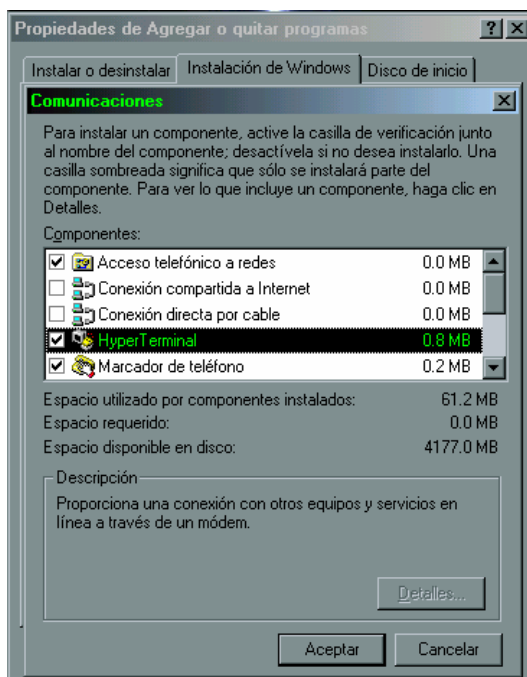 Propiedades de Agregar o quitar programas
Instalar o desinstalar Instalación de Windows Disco de inicio
Comunicaciones
Para instalar un componente, active la casilla de verificación junto
al nombre del componente; desactívela si no desea instalarlo. Una
casilla sombreada significa que sólo se instalará parte del
componente. Para ver lo que incluye un componente, haga clic en
Detalles.
Componentes:
Acceso telefónico a redes 0.0 MB
Conexión compartida a Internet 0.0 MB
Conexión directa por cable 0.0 MB
HyperTerminal 0.8 MB
Marcador de teléfono 0.2 MB
Espacio utilizado por componentes instalados: 61.2 MB
Espacio requerido: 0.0 MB
Espacio disponible en disco: 4177.0 MB
Descripción
Proporciona una conexión con otros equipos y servicios en
línea a través de un módem.
Detalles...
Aceptar Cancelar